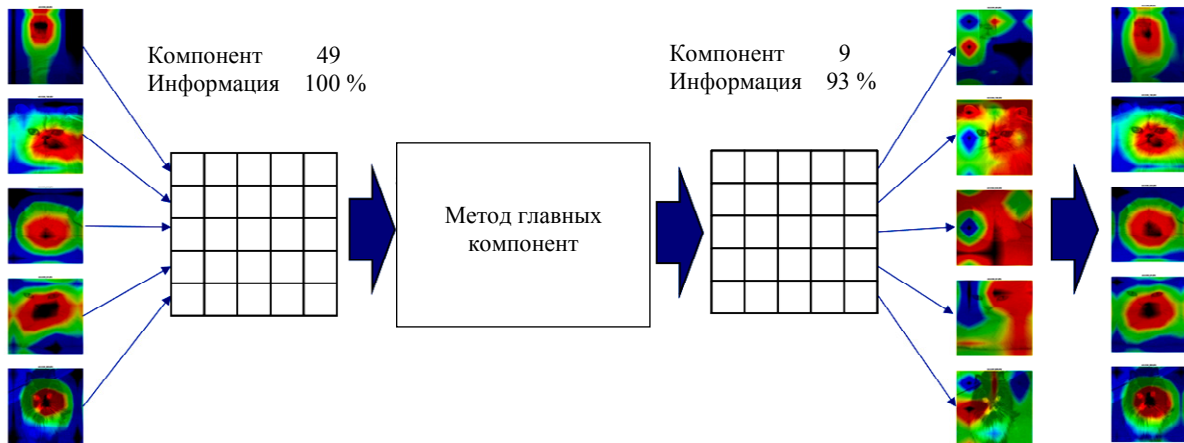 Компонент 49
Информация 100 %
Компонент 9
Информация 93 %
Метод главных
компонент